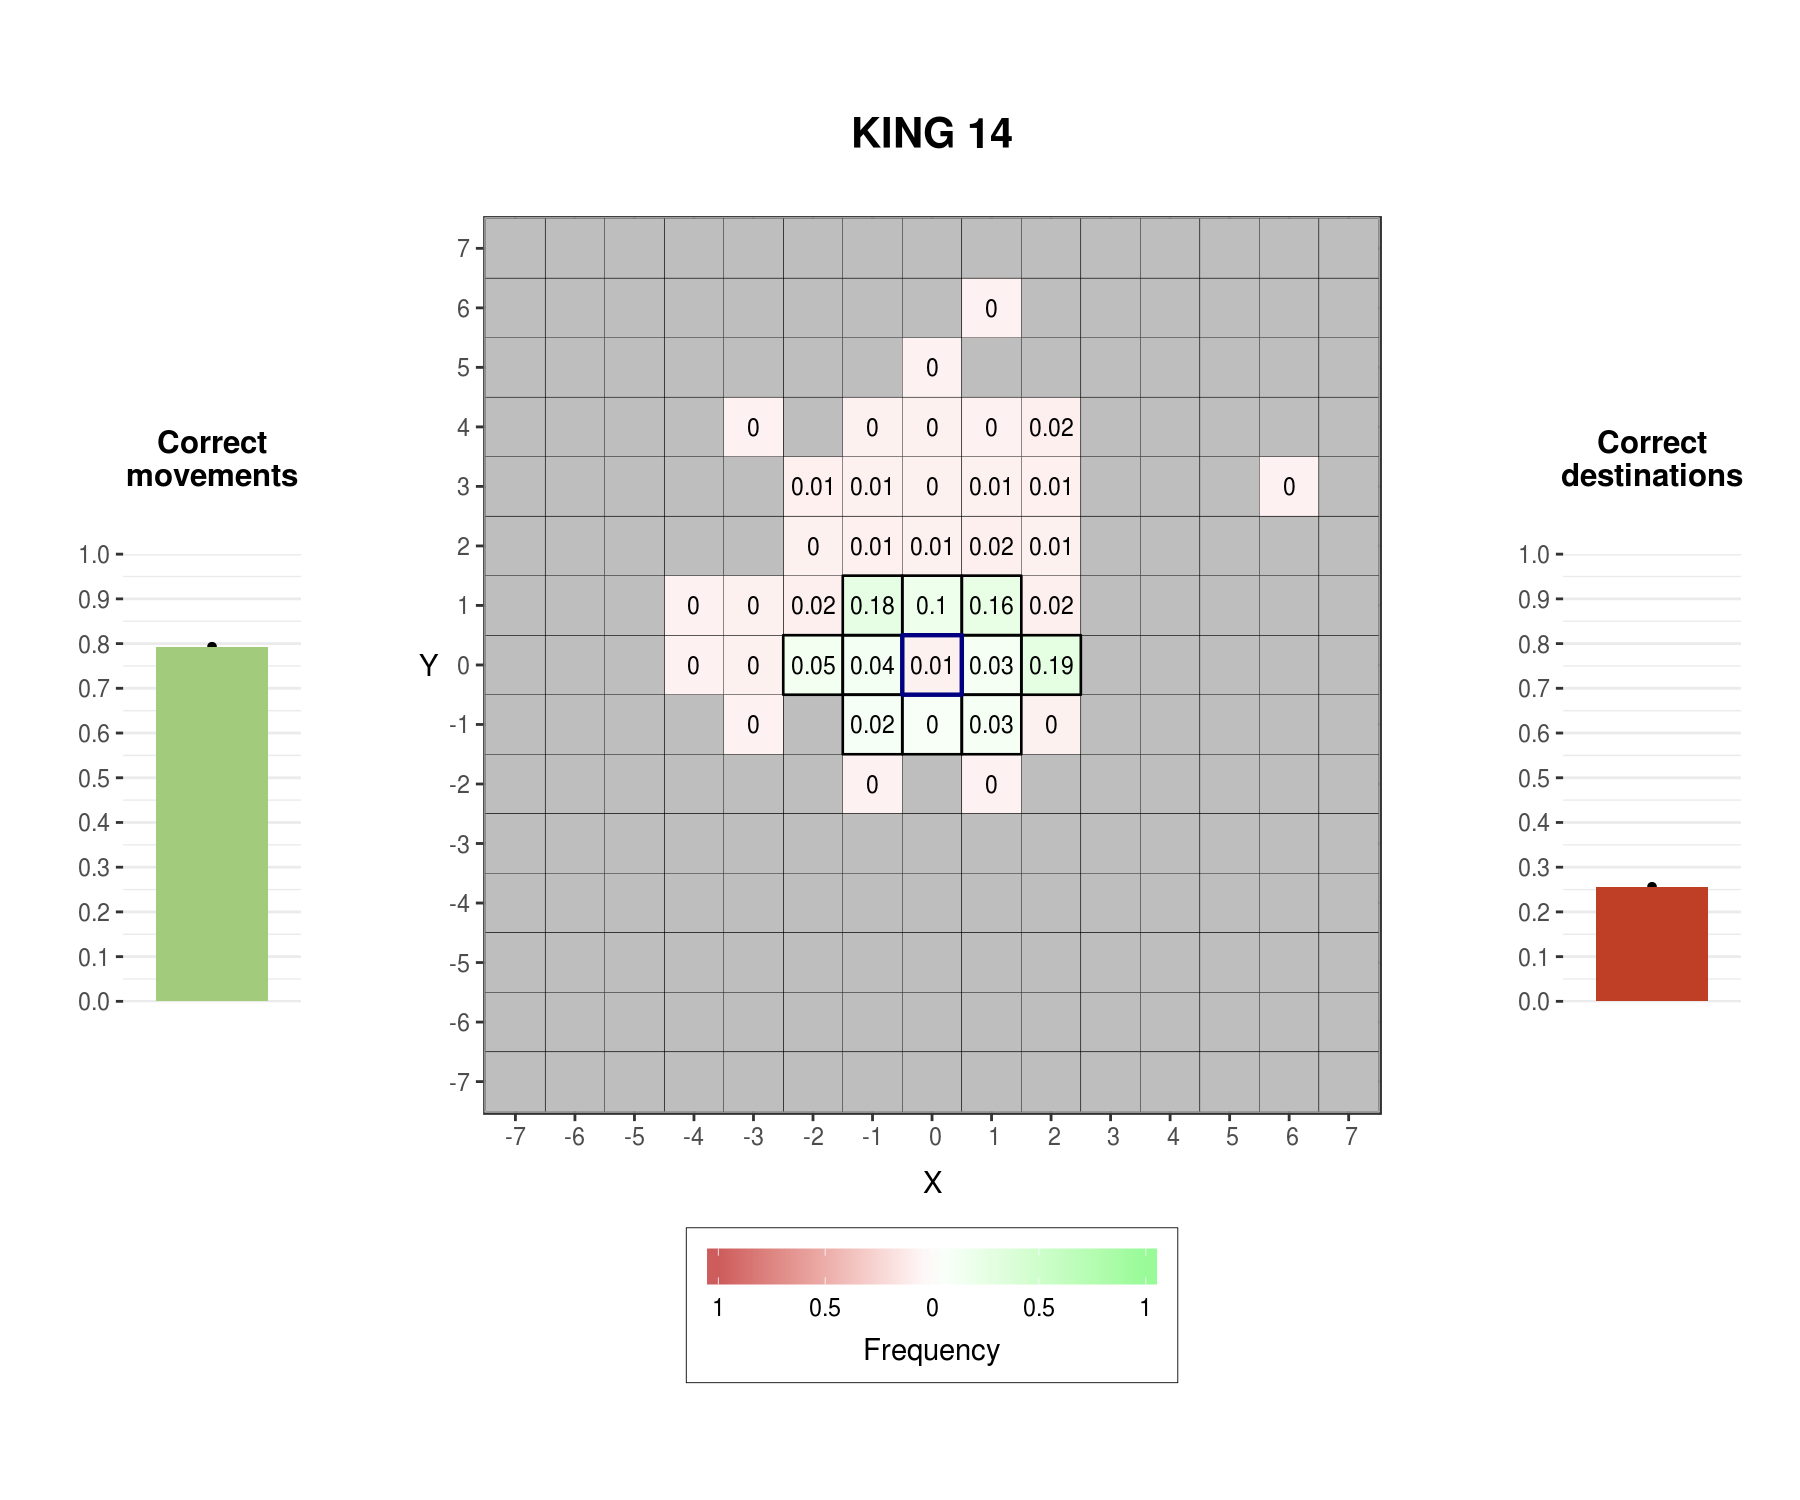 KING 14
Correct
movements
1.0
0.9
0.8
0.7
0.6
0.5
0.4
0.3
0.2
0.1
0.0
Y
7
6 0
5 0
4 0 0 0 0 0.02
3 0.01 0.01 0 0.01 0.01 0
2 0 0.01 0.01 0.02 0.01
1 0 0 0.02 0.18 0.1 0.16 0.02
0 0 0 0.05 0.04 0.01 0.03 0.19
-1 0 0.02 0 0.03 0
-2 0 0
-3
-4
-5
-6
-7
-7 -6 -5 -4 -3 -2 -1 0 1 2 3 4 5 6 7
X
1 0.5 0 0.5 1
Frequency
Correct
destinations
1.0
0.9
0.8
0.7
0.6
0.5
0.4
0.3
0.2
0.1
0.0